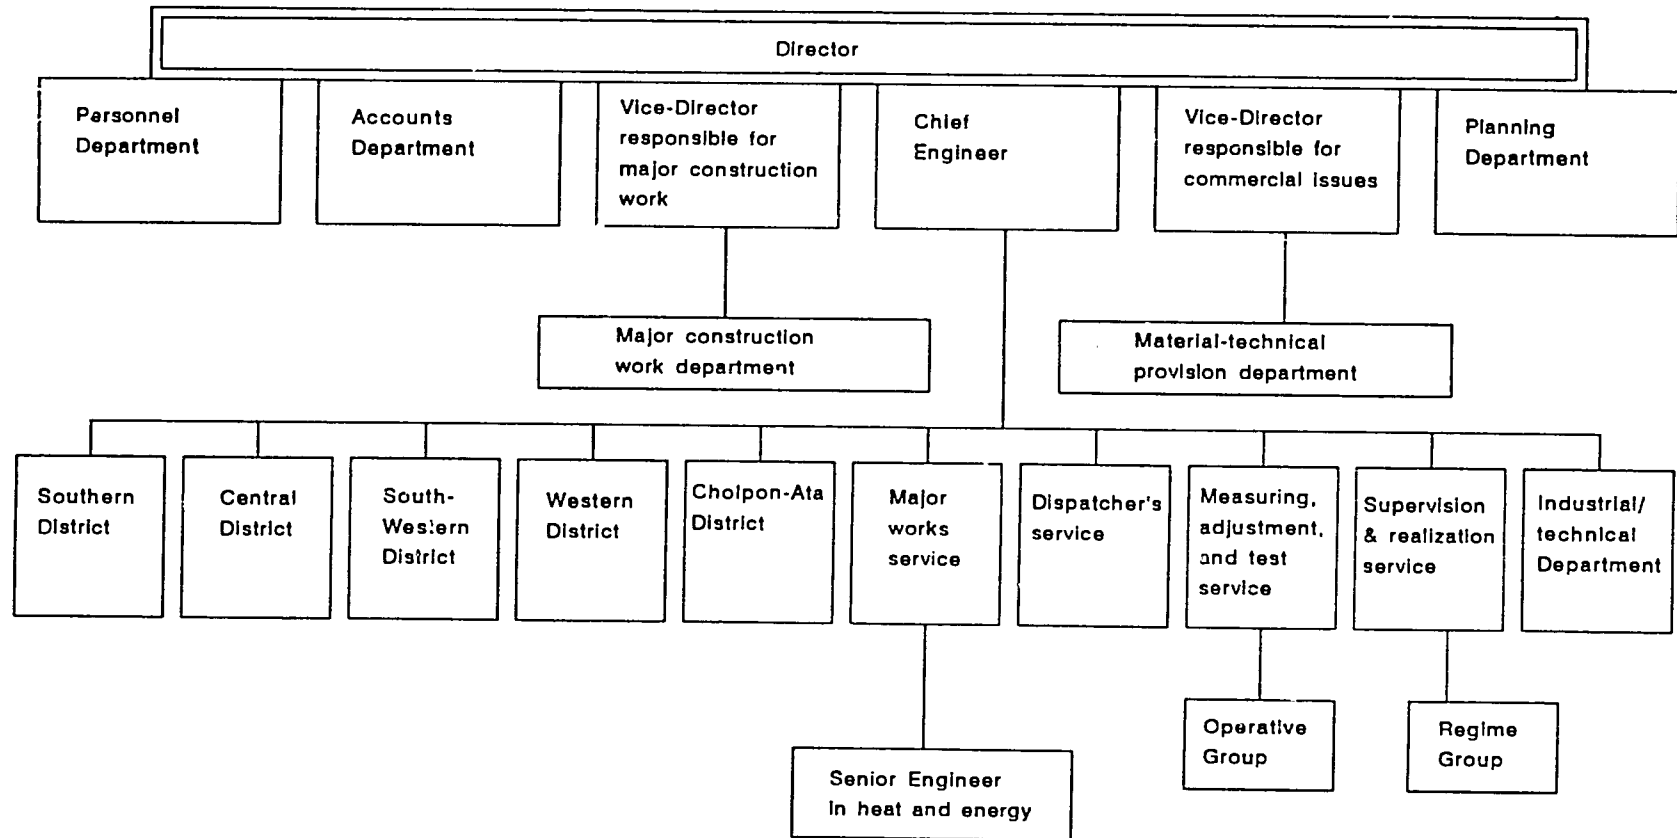 Director
Personnel
Department
Accounts
Department
Vice-Director
responsible for
major construction
work
Chief
Engineer
Vice-Director
responsible for
commercial issues
Planning
Department
Major construction
work department
Material-technical
provision department
Southern
District
Central
District
South-
Western
District
Western
District
Cholpon-Ata
District
Major
works
service
Dispatcher's
service
Measuring,
adjustment,
and test
service
Supervision
& realization
service
Industrial/
technical
Department
Operative
Group
Regime
Group
Senior Engineer
in heat and energy